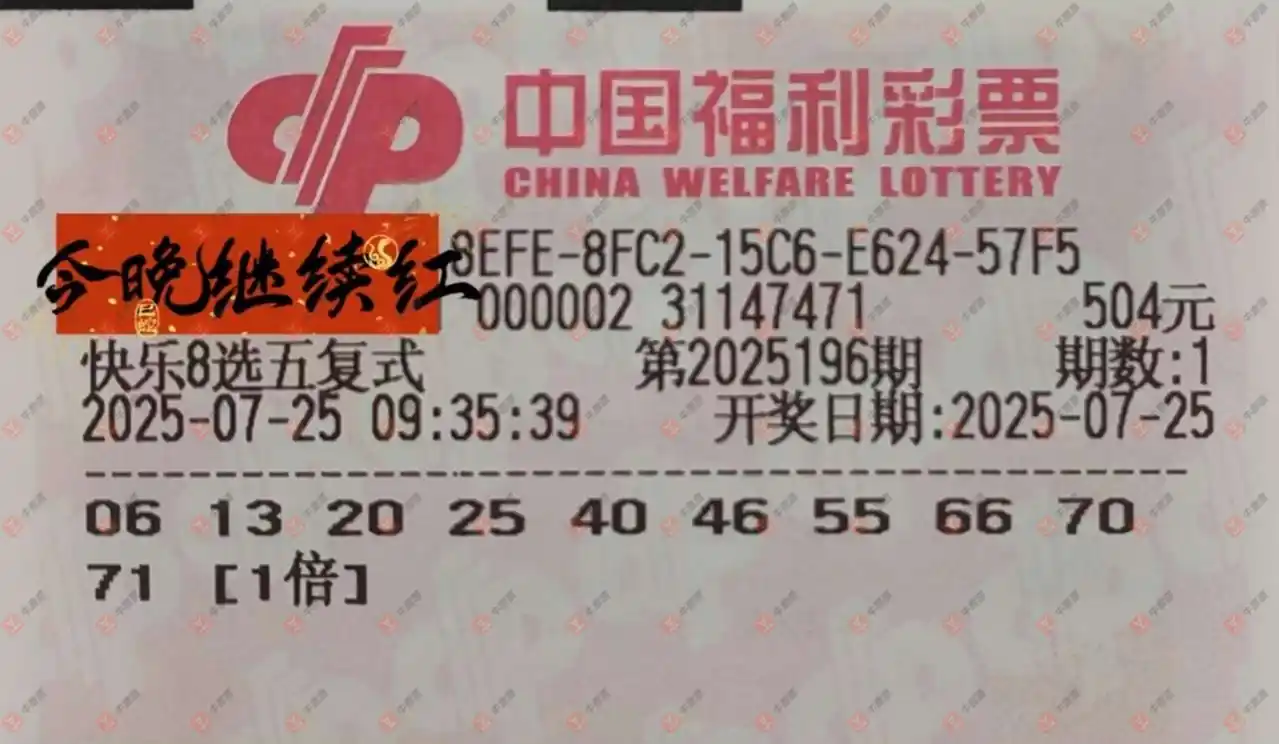 中国福利彩票
CHINA WELFARE LOTTERY
今晚继续红
8EFE-8FC2-15C6-E624-57F5
000002 31147471 504元
快乐8选五复式 第2025196期 期数:1
2025-07-25 09:35:39 开奖日期:2025-07-25
06 13 20 25 40 46 55 66 70
71 [1倍]